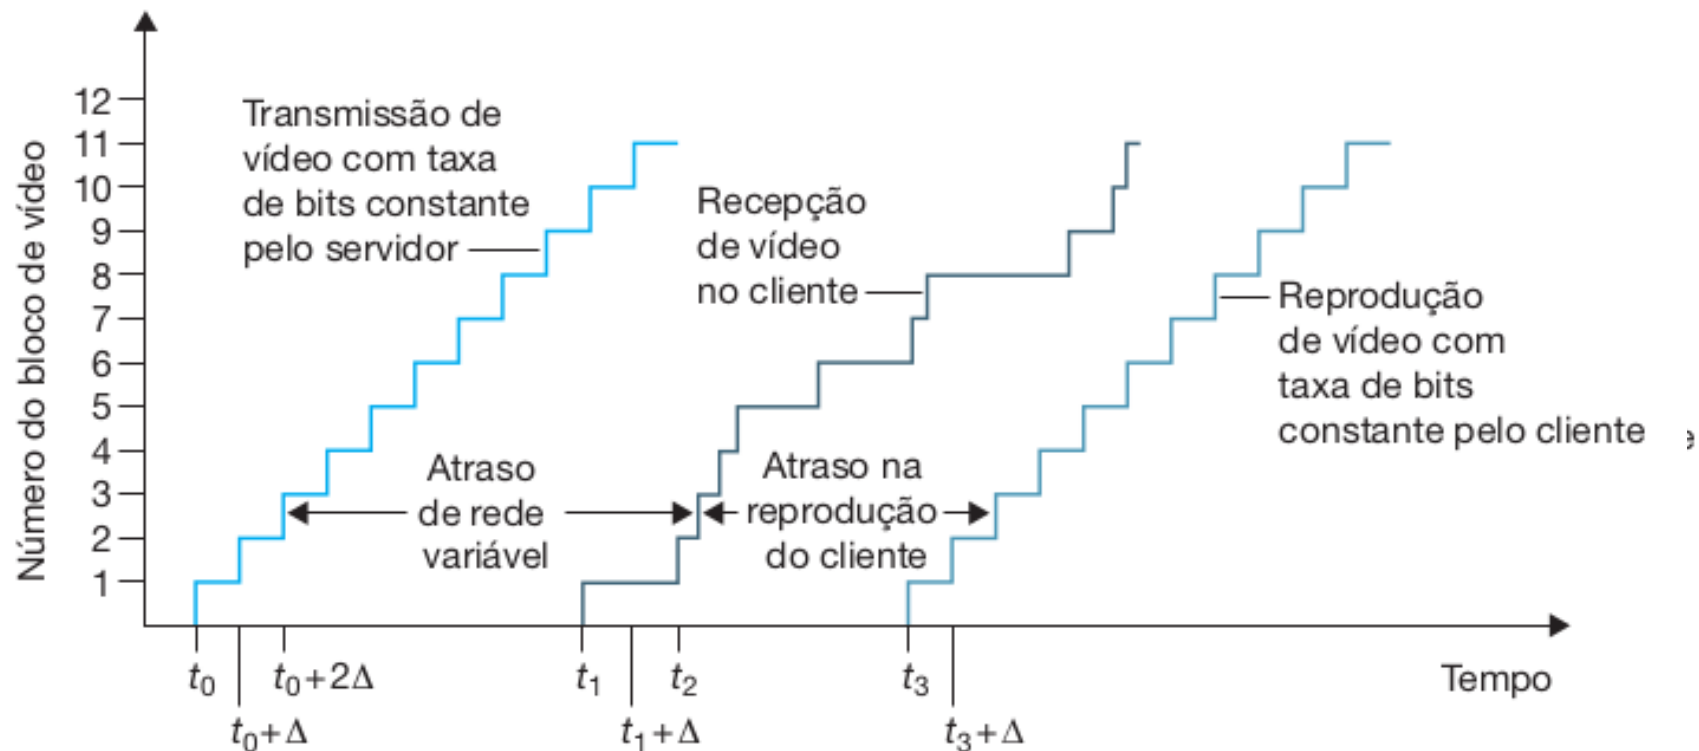 Número do bloco de vídeo
12
11
10
9
8
7
6
5
4
3
2
1
Transmissão de
vídeo com taxa
de bits constante
pelo servidor
Recepção
de vídeo
no cliente
Reprodução
de vídeo com
taxa de bits
constante pelo cliente
e
Atraso
de rede
variável
Atraso na
reprodução
do cliente
t0
t0+2Δ
t1
t2
t3
Tempo
t0+Δ
t1+Δ
t3+Δ